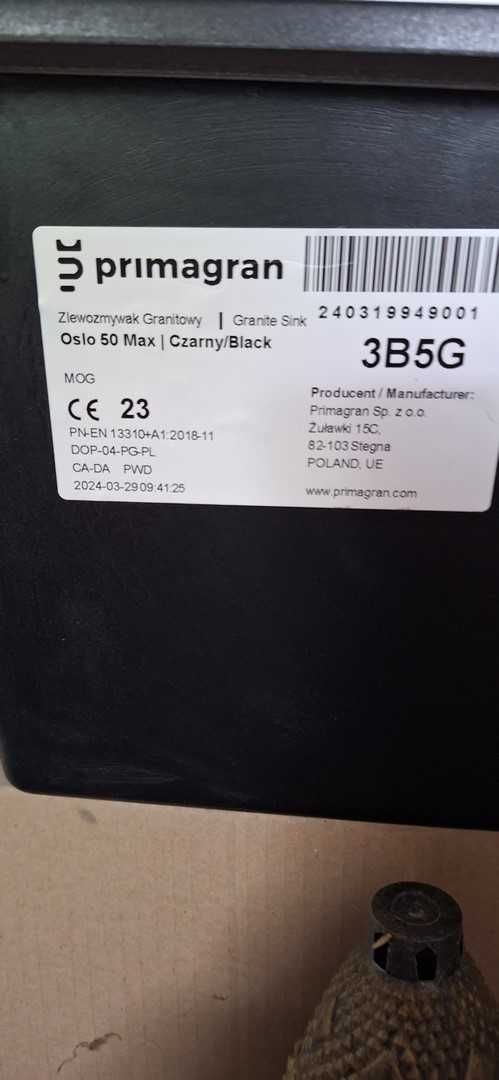 primagran
240319949001
Zlewozmywak Granitowy | Granite Sink
Oslo 50 Max | Czarny/Black
3B5G
MOG
CE 23
PN-EN 13310+A1:2018-11
DOP-04-PG-PL
CA-DA PWD
2024-03-29 09:41:25
Producent / Manufacturer:
Primagran Sp. z o.o.
Żuławki 15C,
82-103 Stegna
POLAND, UE
www.primagran.com